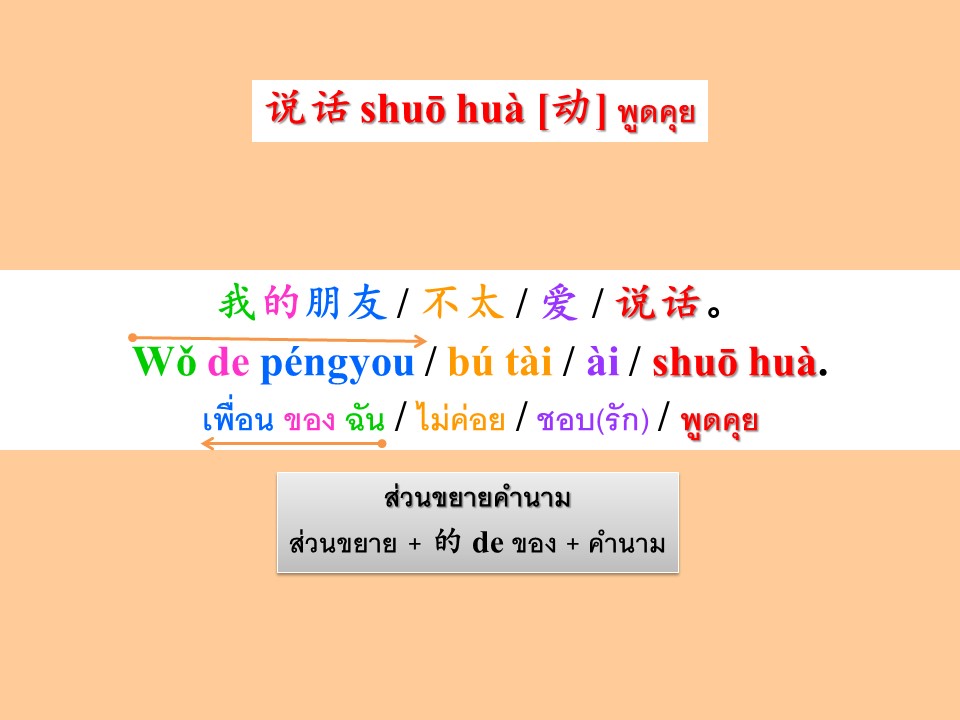 说话 shuō huà [动] พูดคุย
我的朋友 / 不太 / 爱 / 说话。
Wǒ de péngyou / bú tài / ài / shuō huà.
เพื่อน ของ ฉัน / ไม่ค่อย / ชอบ(รัก) / พูดคุย
ส่วนขยายคำนาม
ส่วนขยาย + 的 de ของ + คำนาม